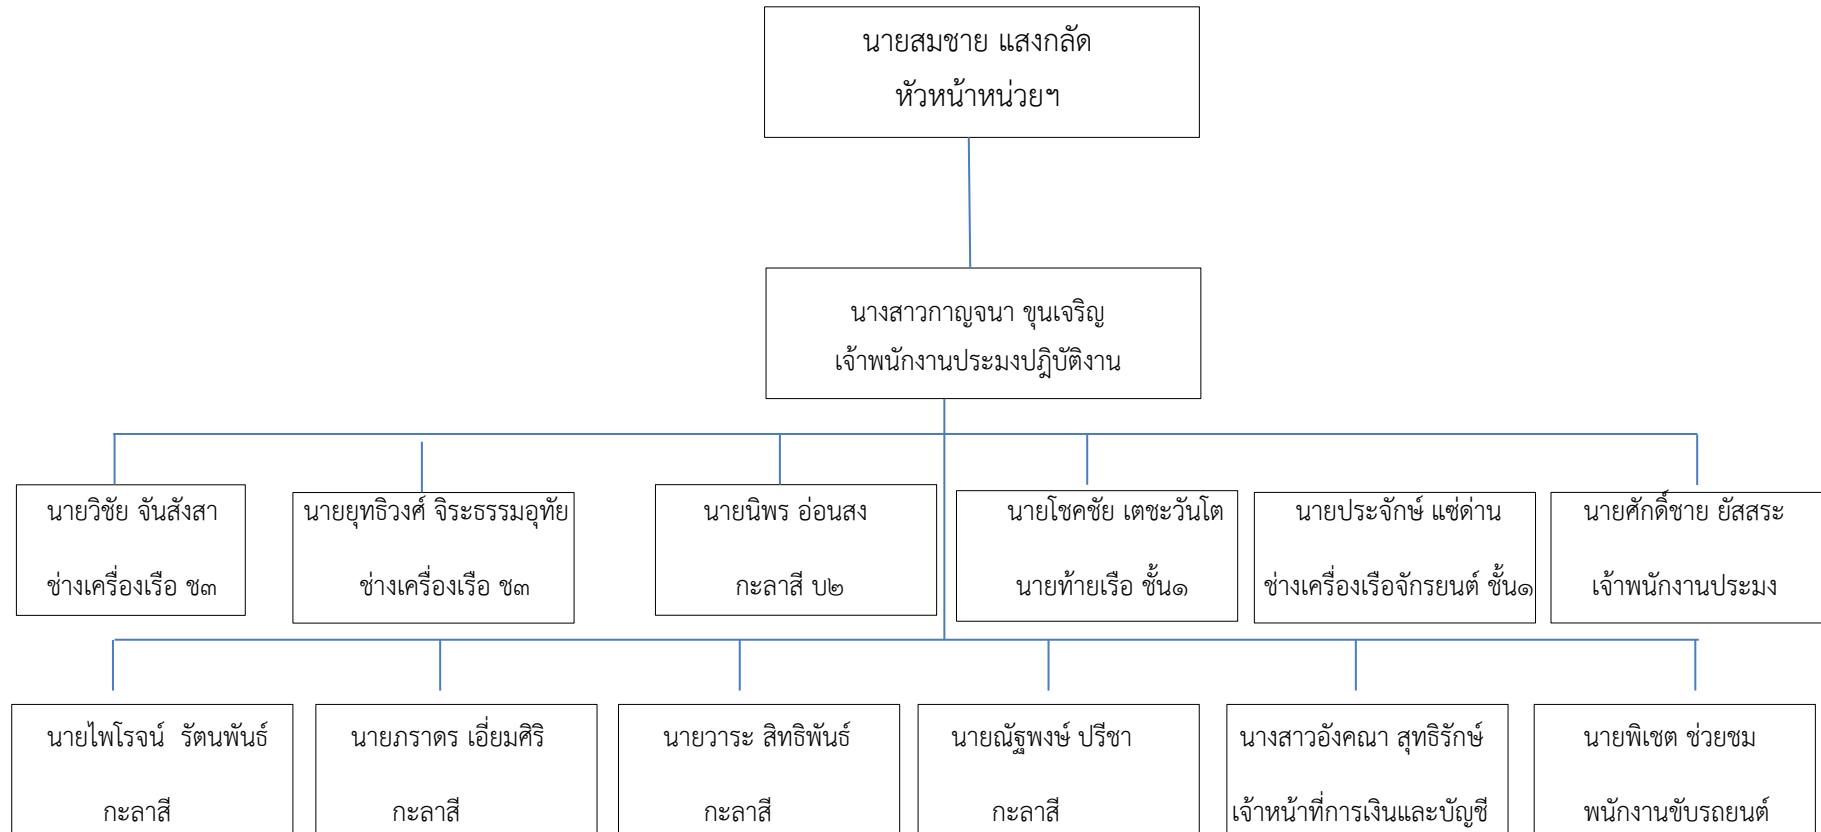 นายสมชาย แสงกลัด
หัวหน้าหน่วยฯ
นางสาวกาญจนา ขุนเจริญ
เจ้าพนักงานประมงปฎิบัติงาน
นายวิชัย จันสังสา
ช่างเครื่องเรือ ช๓
นายยุทธิวงศ์ จิระธรรมอุทัย
ช่างเครื่องเรือ ช๓
นายนิพร อ่อนสง
กะลาสี บ๒
นายโชคชัย เตชะวันโต
นายท้ายเรือ ชั้น๑
นายประจักษ์ แซ่ด่าน
ช่างเครื่องเรือจักรยนต์ ชั้น๑
นายศักดิ์ชาย ยัสสระ
เจ้าพนักงานประมง
นายไพโรจน์ รัตนพันธ์
กะลาสี
นายภราดร เอี่ยมศิริ
กะลาสี
นายวาระ สิทธิพันธ์
กะลาสี
นายณัฐพงษ์ ปรีชา
กะลาสี
นางสาวอังคณา สุทธิรักษ์
เจ้าหน้าที่การเงินและบัญชี
นายพิเชต ช่วยชม
พนักงานขับรถยนต์